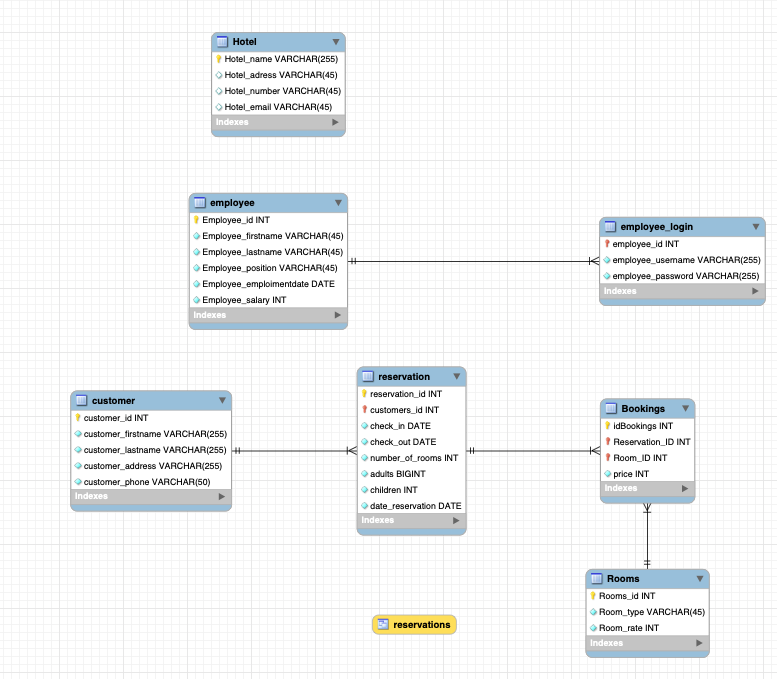 Hotel
Hotel_name VARCHAR(255)
Hotel_adress VARCHAR(45)
Hotel_number VARCHAR(45)
Hotel_email VARCHAR(45)
Indexes
employee
Employee_id INT
Employee_firstname VARCHAR(45)
Employee_lastname VARCHAR(45)
Employee_position VARCHAR(45)
Employee_emploimentdate DATE
Employee_salary INT
Indexes
employee_login
employee_id INT
employee_username VARCHAR(255)
employee_password VARCHAR(255)
Indexes
customer
customer_id INT
customer_firstname VARCHAR(255)
customer_lastname VARCHAR(255)
customer_address VARCHAR(255)
customer_phone VARCHAR(50)
Indexes
reservation
reservation_id INT
customers_id INT
check_in DATE
check_out DATE
number_of_rooms INT
adults BIGINT
children INT
date_reservation DATE
Indexes
Bookings
idBookings INT
Reservation_ID INT
Room_ID INT
price INT
Indexes
Rooms
Rooms_id INT
Room_type VARCHAR(45)
Room_rate INT
Indexes
reservations